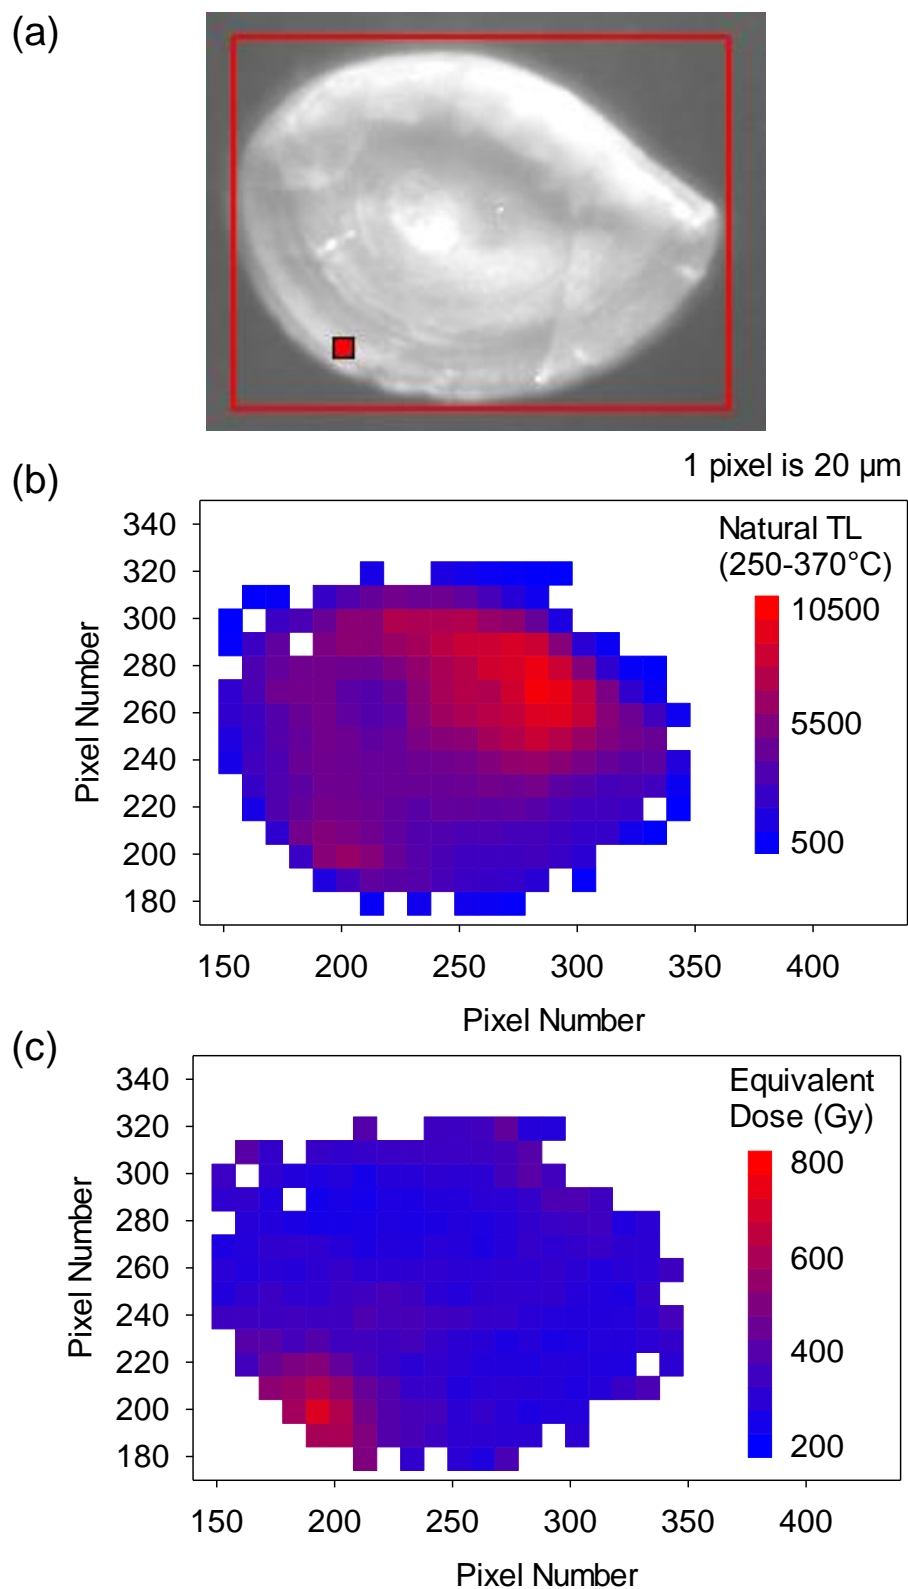 (a)
1 pixel is 20 µm
(b)
Natural TL
(250-370°C)
10500
5500
500
340
320
300
280
260
240
220
200
180
Pixel Number
150 200 250 300 350 400
Pixel Number
(c)
Equivalent
Dose (Gy)
800
600
400
200
340
320
300
280
260
240
220
200
180
Pixel Number
150 200 250 300 350 400
Pixel Number